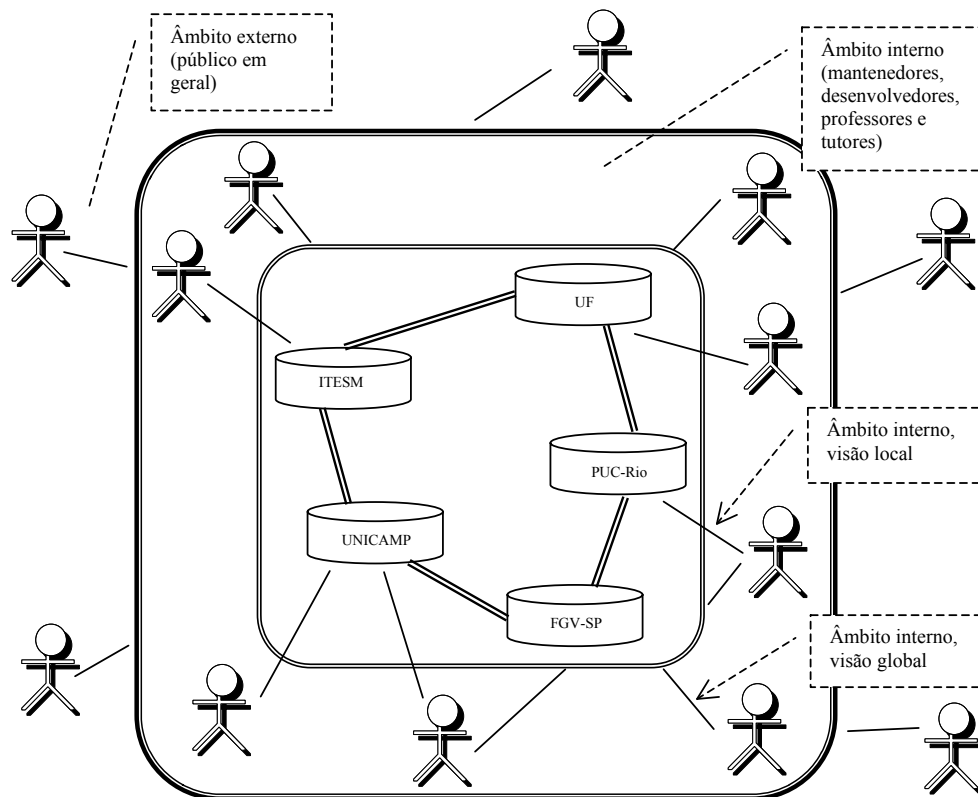 Âmbito externo
(público em
geral)
Âmbito interno
(mantenedores,
desenvolvedores,
professores e
tutores)
UF
ITESM
PUC-Rio
UNICAMP
FGV-SP
Âmbito interno,
visão local
Âmbito interno,
visão global